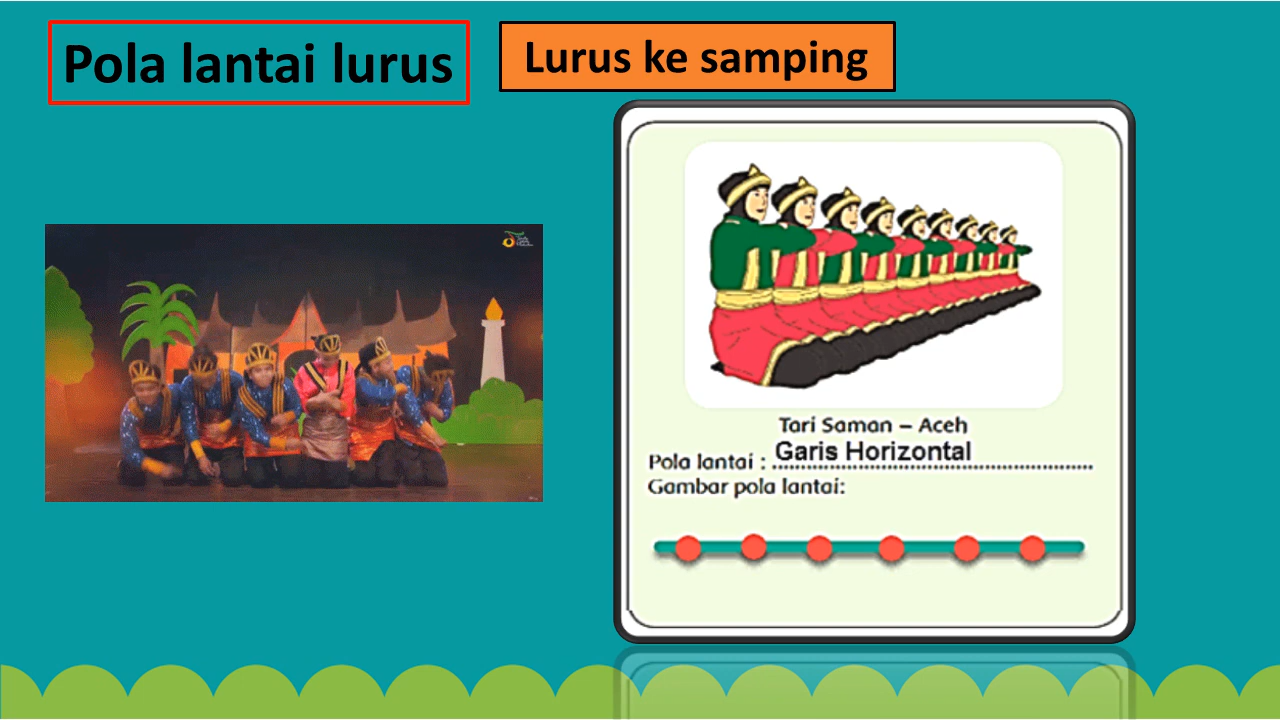 Pola lantai lurus
Lurus ke samping
Tari Saman – Aceh
Pola lantai : Garis Horizontal
Gambar pola lantai: